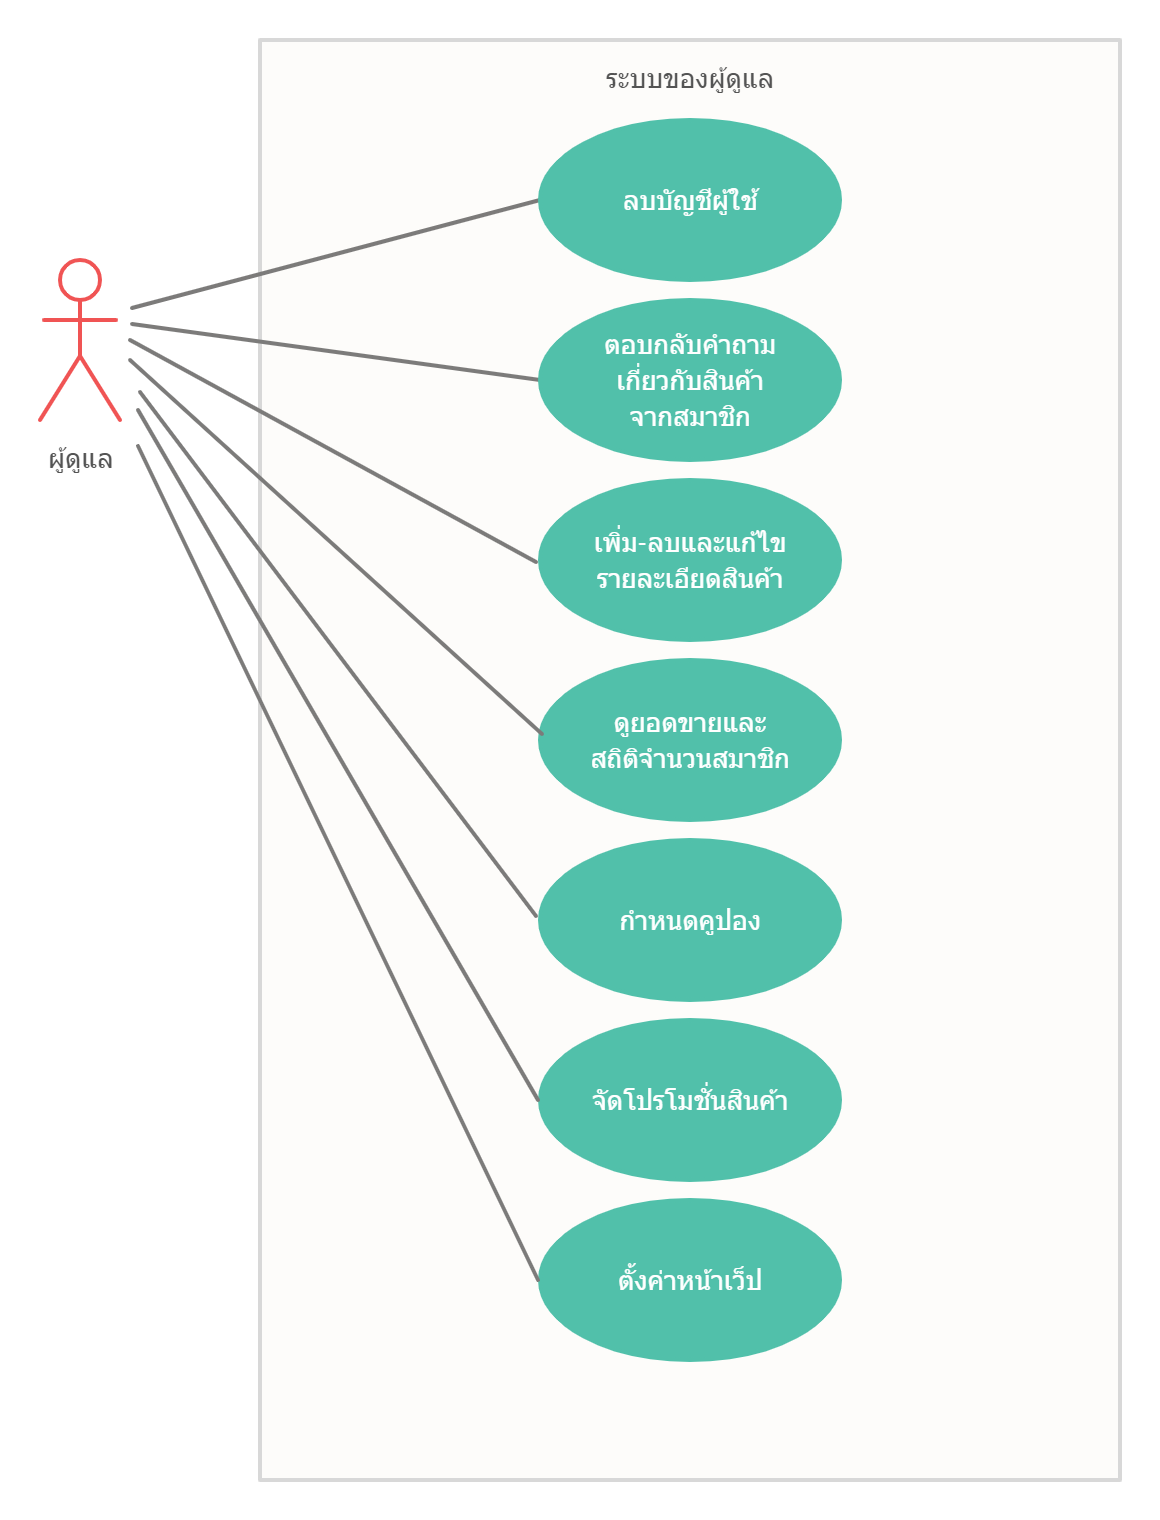 ระบบของผู้ดูแล
ลบบัญชีผู้ใช้
ตอบกลับคำถาม
เกี่ยวกับสินค้า
จากสมาชิก
เพิ่ม-ลบและแก้ไข
รายละเอียดสินค้า
ผู้ดูแล
ดูยอดขายและ
สถิติจำนวนสมาชิก
กำหนดคูปอง
จัดโปรโมชั่นสินค้า
ตั้งค่าหน้าเว็ป